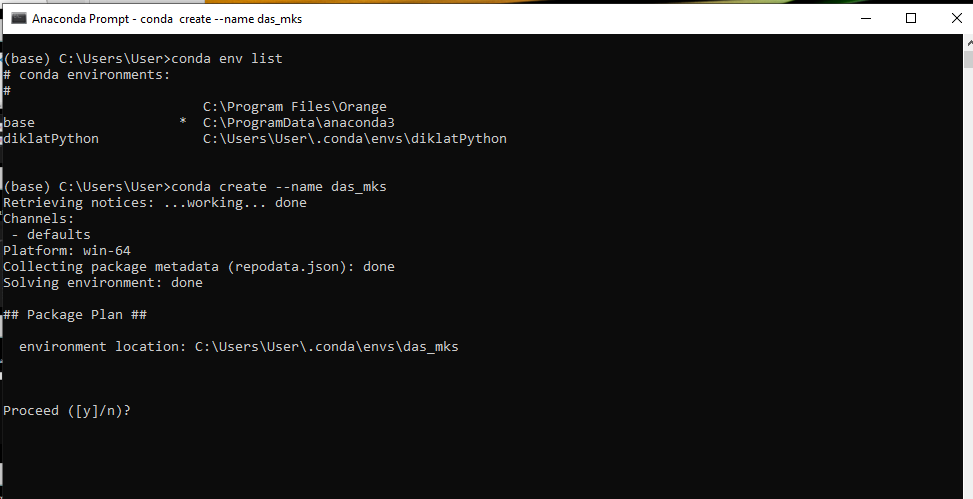 Anaconda Prompt - conda  create --name das_mks
(base) C:\Users\User>conda env list
# conda environments:
#
                         C:\Program Files\Orange
base                  *  C:\ProgramData\anaconda3
diklatPython             C:\Users\User\.conda\envs\diklatPython
(base) C:\Users\User>conda create --name das_mks
Retrieving notices: ...working... done
Channels:
 - defaults
Platform: win-64
Collecting package metadata (repodata.json): done
Solving environment: done
## Package Plan ##
  environment location: C:\Users\User\.conda\envs\das_mks
Proceed ([y]/n)?